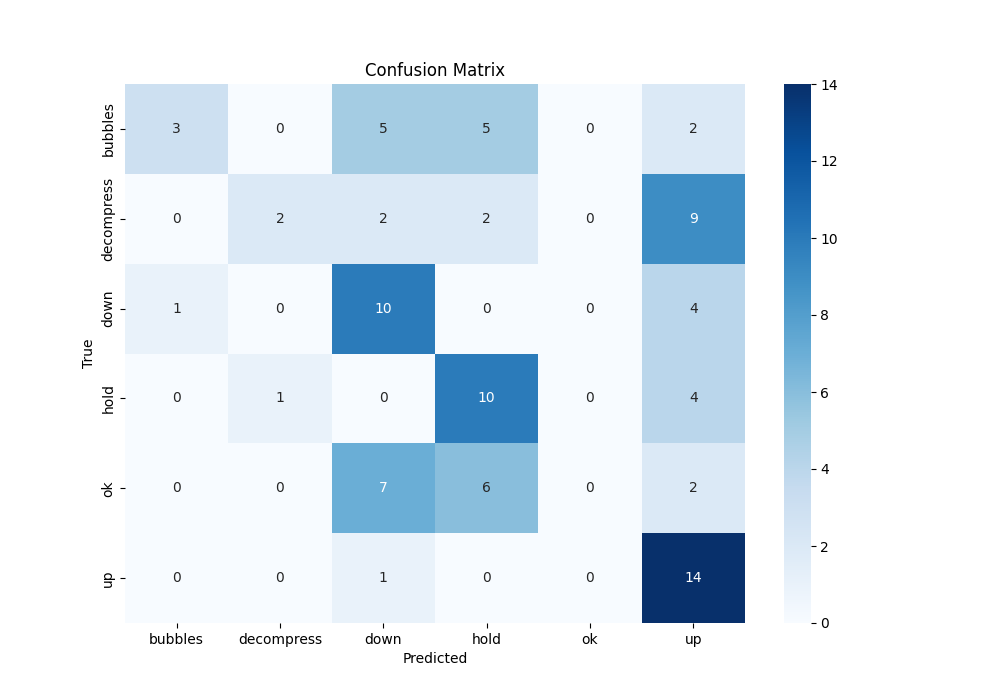 Confusion Matrix
True
bubbles 3 0 5 5 0 2
decompress 0 2 2 2 0 9
down 1 0 10 0 0 4
hold 0 1 0 10 0 4
ok 0 0 7 6 0 2
up 0 0 1 0 0 14
bubbles decompress down hold ok up
Predicted
14
12
10
8
6
4
2
0